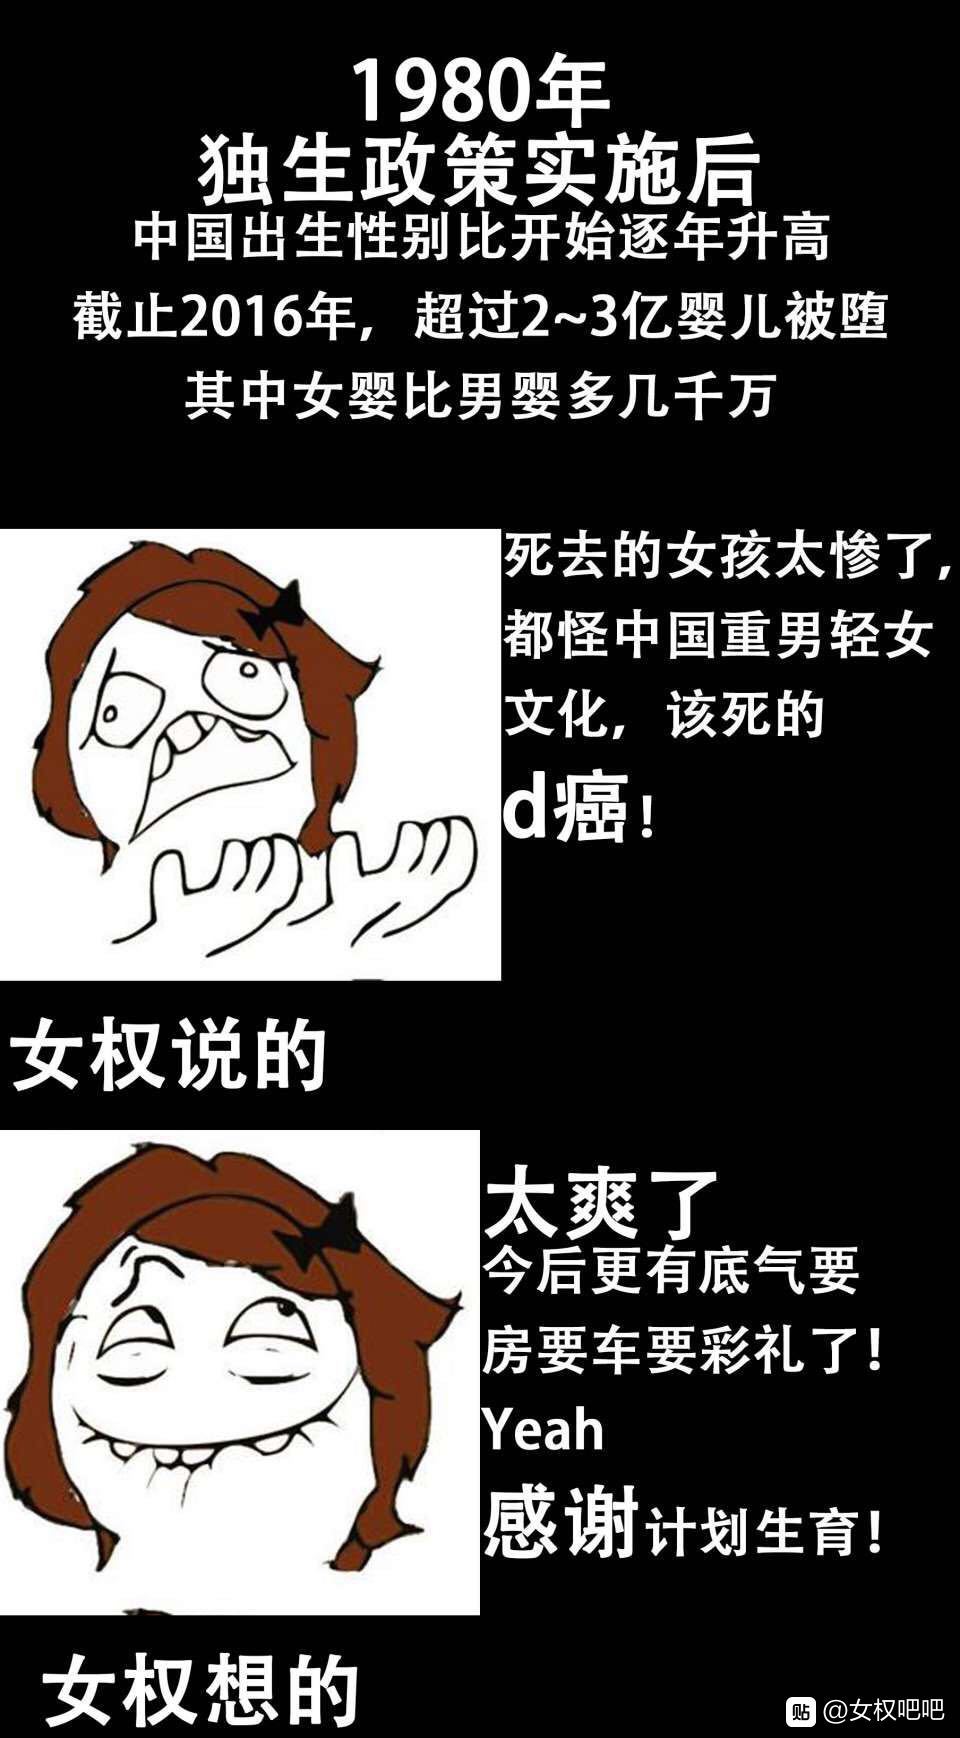 1980年
独生政策实施后
中国出生性别比开始逐年升高
截止2016年，超过2~3亿婴儿被堕
其中女婴比男婴多几千万
死去的女孩太惨了，
都怪中国重男轻女
文化，该死的
d癌！
女权说的
太爽了
今后更有底气要
房要车要彩礼了！
Yeah
感谢计划生育！
女权想的
贴 @女权吧吧